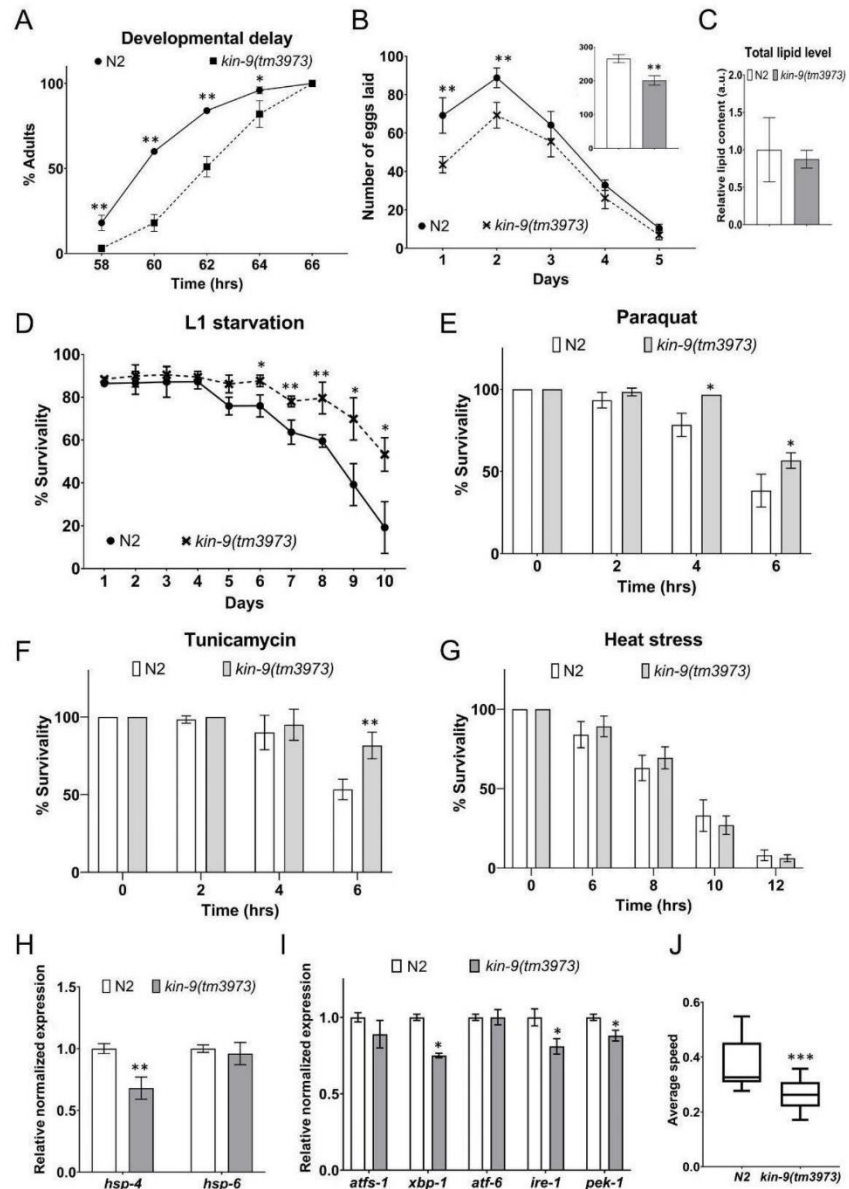 A
Developmental delay
N2 kin-9(tm3973)
** ** ** *
100
50
0
% Adults
58 60 62 64 66
Time (hrs)
B
** **
100
80
60
40
20
0
Number of eggs laid
N2 kin-9(tm3973)
1 2 3 4 5
Days
300
200
100
0
**
C
Total lipid level
N2 kin-9(tm3973)
2.0
1.5
1.0
0.5
0.0
Relative lipid content (a.u.)
D
L1 starvation
100
80
60
40
20
0
% Survivality
* ** ** * *
N2 kin-9(tm3973)
1 2 3 4 5 6 7 8 9 10
Days
E
Paraquat
N2 kin-9(tm3973)
100
50
0
% Survivality
* *
0 2 4 6
Time (hrs)
F
Tunicamycin
N2 kin-9(tm3973)
100
50
0
% Survivality
**
0 2 4 6
Time (hrs)
G
Heat stress
N2 kin-9(tm3973)
100
50
0
% Survivality
0 6 8 10 12
Time (hrs)
H
N2 kin-9(tm3973)
1.5
1.0
0.5
0.0
Relative normalized expression
**
hsp-4 hsp-6
I
N2 kin-9(tm3973)
1.0
0.5
0.0
Relative normalized expression
* * *
atfs-1 xbp-1 atf-6 ire-1 pek-1
J
0.6
0.4
0.2
0.0
Average speed
***
N2 kin-9(tm3973)